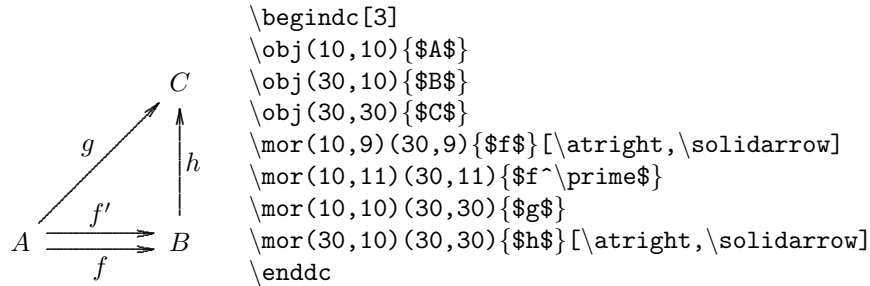 \begindc[3]
\obj(10,10){$A$}
\obj(30,10){$B$}
\obj(30,30){$C$}
\mor(10,9)(30,9){$f$}[\atright,\solidarrow]
\mor(10,11)(30,11){$f^\prime$}
\mor(10,10)(30,30){$g$}
\mor(30,10)(30,30){$h$}[\atright,\solidarrow]
\enddc
C
g
h
f′
A B
f